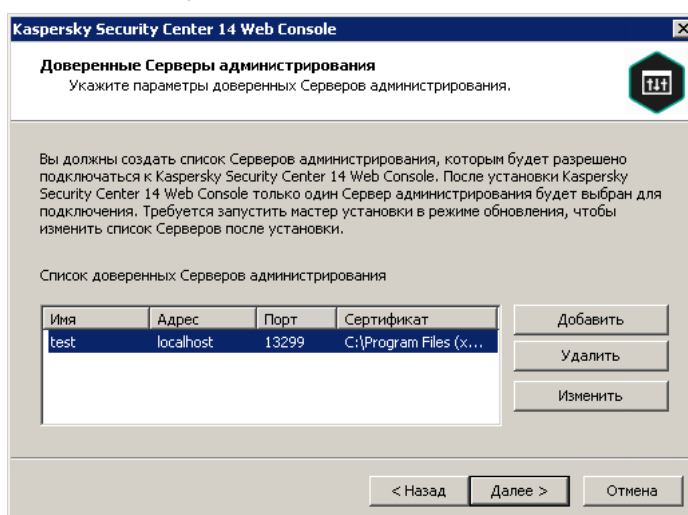 Kaspersky Security Center 14 Web Console
Доверенные Серверы администрирования
Укажите параметры доверенных Серверов администрирования.
Вы должны создать список Серверов администрирования, которым будет разрешено
подключаться к Kaspersky Security Center 14 Web Console. После установки Kaspersky
Security Center 14 Web Console только один Сервер администрирования будет выбран для
подключения. Требуется запустить мастер установки в режиме обновления, чтобы
изменить список Серверов после установки.
Список доверенных Серверов администрирования
Имя Адрес Порт Сертификат
test localhost 13299 C:\Program Files (x...
Добавить
Удалить
Изменить
< Назад Далее > Отмена